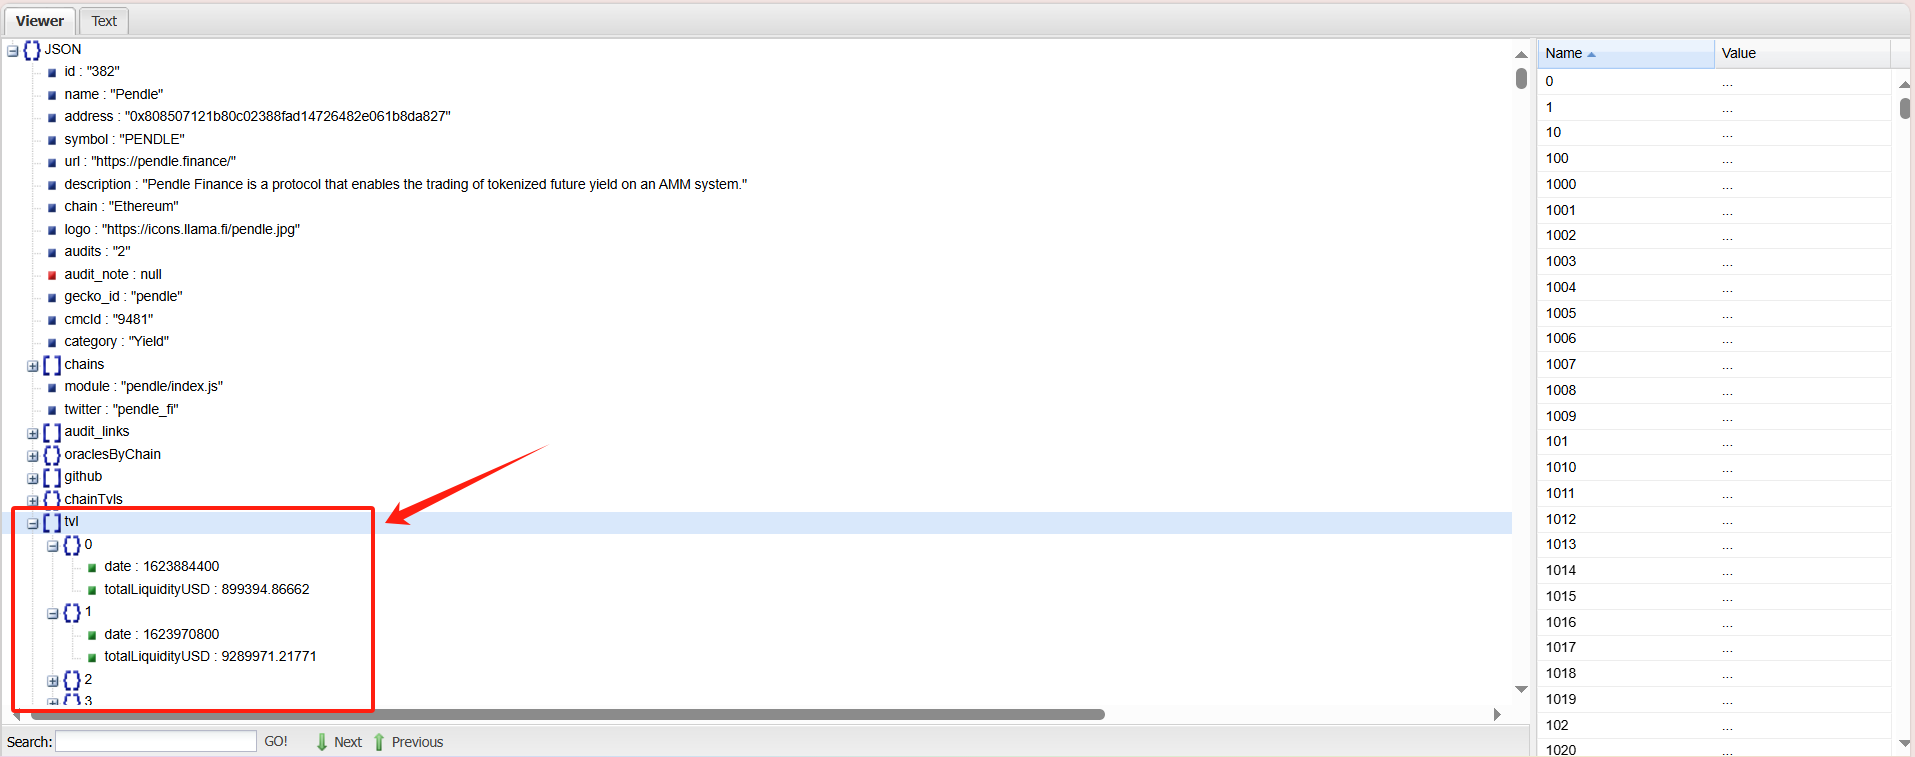 Viewer Text
JSON
id : "382"
name : "Pendle"
address : "0x808507121b80c02388fad14726482e061b8da827"
symbol : "PENDLE"
url : "https://pendle.finance/"
description : "Pendle Finance is a protocol that enables the trading of tokenized future yield on an AMM system."
chain : "Ethereum"
logo : "https://icons.llama.fi/pendle.jpg"
audits : "2"
audit_note : null
gecko_id : "pendle"
cmcId : "9481"
category : "Yield"
chains
module : "pendle/index.js"
twitter : "pendle_fi"
audit_links
oraclesByChain
github
chainTvls
tvl
0
date : 1623884400
totalLiquidityUSD : 899394.86662
1
date : 1623970800
totalLiquidityUSD : 9289971.21771
2
3
Search: GO! Next Previous
Name Value
0 ...
1 ...
10 ...
100 ...
1000 ...
1001 ...
1002 ...
1003 ...
1004 ...
1005 ...
1006 ...
1007 ...
1008 ...
1009 ...
101 ...
1010 ...
1011 ...
1012 ...
1013 ...
1014 ...
1015 ...
1016 ...
1017 ...
1018 ...
1019 ...
102 ...
1020 ...